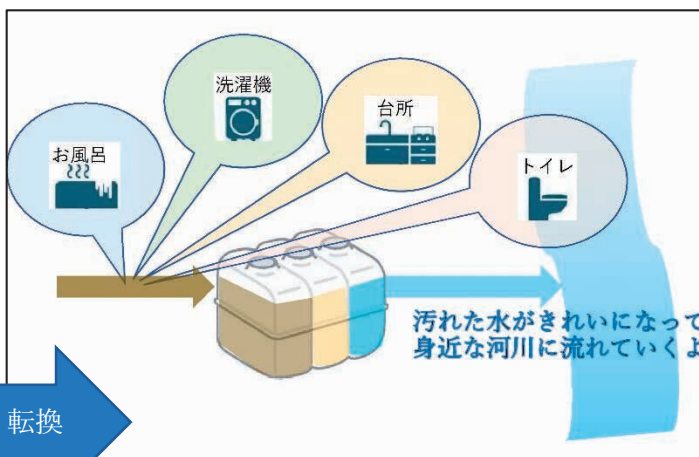 お風呂
洗濯機
台所
トイレ
汚れた水がきれいになって
身近な河川に流れていくよ
転換